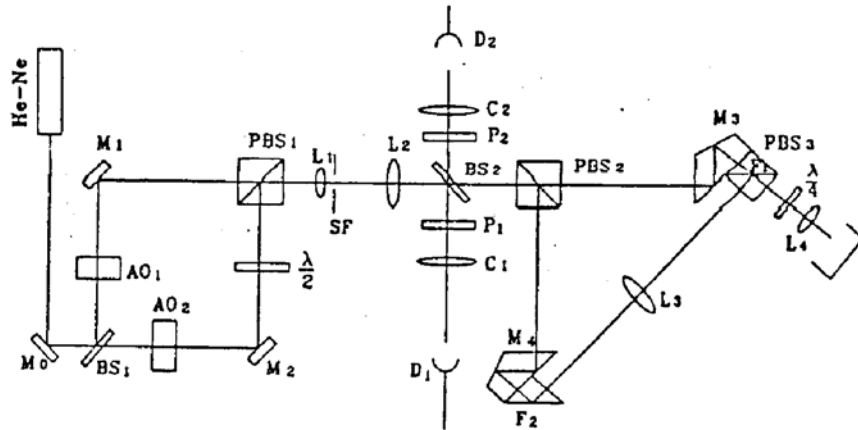 He-Ne
D₂
C₂
P₂
M₁
PBS₁
L₁
L₂
BS₂
PBS₂
M₃
PBS₃
λ/4
L₄
SF
P₁
C₁
AO₁
λ/2
AO₂
L₃
M₀
BS₁
M₂
D₁
M₄
F₂